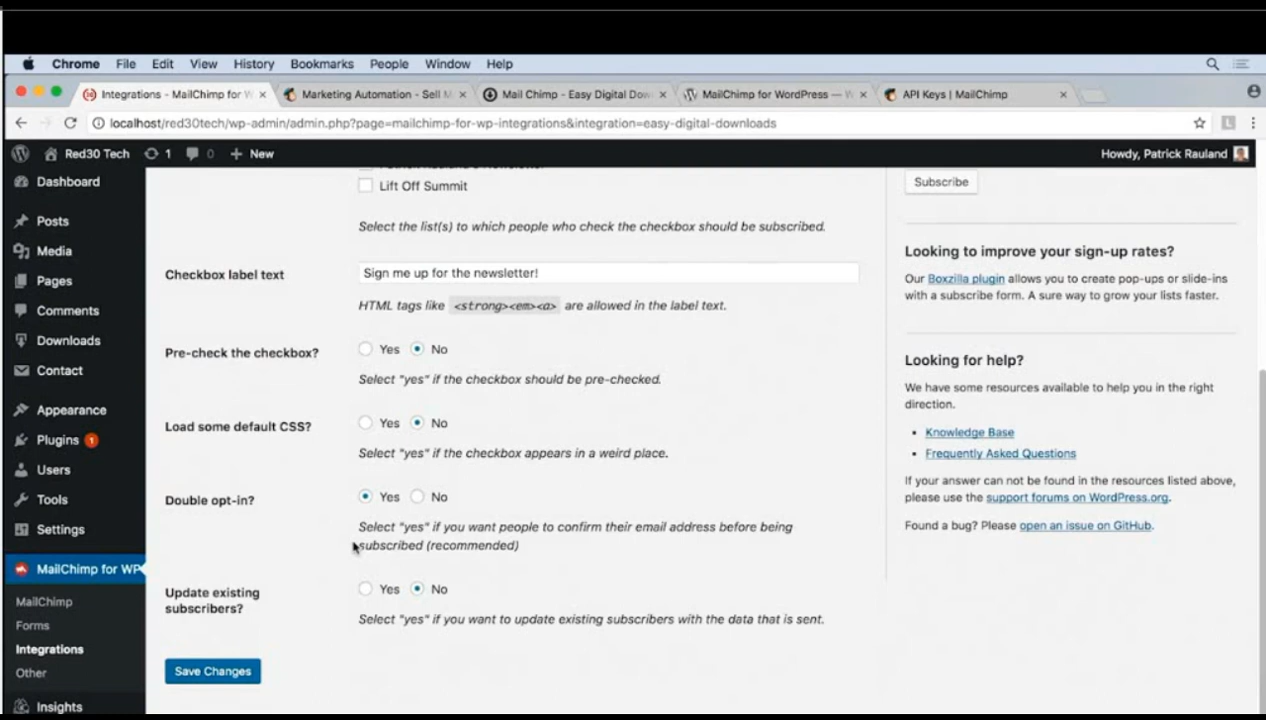 Chrome File Edit View History Bookmarks People Window Help
Integrations - MailChimp for W
Marketing Automation - Sell M
Mail Chimp - Easy Digital Dow
MailChimp for WordPress — W
API Keys | MailChimp
localhost/red30tech/wp-admin/admin.php?page=mailchimp-for-wp-integrations&integration=easy-digital-downloads
Red30 Tech 1 0 + New
Howdy, Patrick Rauland
Dashboard
Posts
Media
Pages
Comments
Downloads
Contact
Appearance
Plugins 1
Users
Tools
Settings
MailChimp for WP
MailChimp
Forms
Integrations
Other
Insights
Lift Off Summit
Select the list(s) to which people who check the checkbox should be subscribed.
Checkbox label text
Sign me up for the newsletter!
HTML tags like <strong><em><a> are allowed in the label text.
Pre-check the checkbox?
Yes No
Select "yes" if the checkbox should be pre-checked.
Load some default CSS?
Yes No
Select "yes" if the checkbox appears in a weird place.
Double opt-in?
Yes No
Select "yes" if you want people to confirm their email address before being
subscribed (recommended)
Update existing
subscribers?
Yes No
Select "yes" if you want to update existing subscribers with the data that is sent.
Save Changes
Subscribe
Looking to improve your sign-up rates?
Our Boxzilla plugin allows you to create pop-ups or slide-ins
with a subscribe form. A sure way to grow your lists faster.
Looking for help?
We have some resources available to help you in the right
direction.
Knowledge Base
Frequently Asked Questions
If your answer can not be found in the resources listed above,
please use the support forums on WordPress.org.
Found a bug? Please open an issue on GitHub.